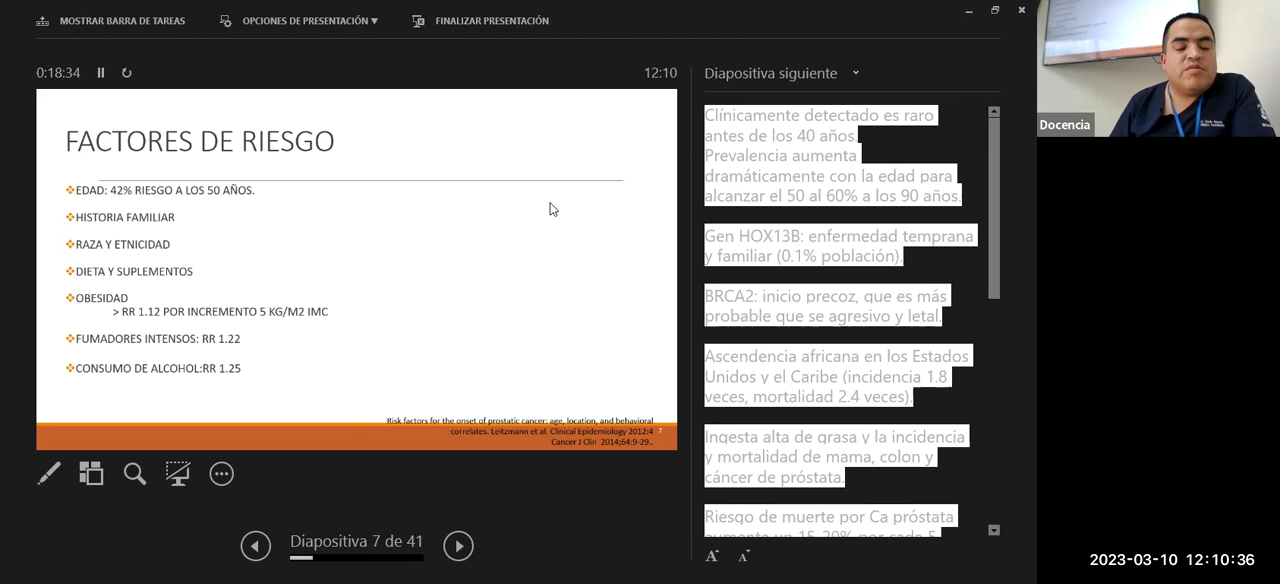 MOSTRAR BARRA DE TAREAS
OPCIONES DE PRESENTACIÓN ▼
FINALIZAR PRESENTACIÓN
0:18:34
12:10
FACTORES DE RIESGO
EDAD: 42% RIESGO A LOS 50 AÑOS.
HISTORIA FAMILIAR
RAZA Y ETNICIDAD
DIETA Y SUPLEMENTOS
OBESIDAD
> RR 1.12 POR INCREMENTO 5 KG/M2 IMC
FUMADORES INTENSOS: RR 1.22
CONSUMO DE ALCOHOL:RR 1.25
Risk factors for the onset of prostatic cancer: age, location, and behavioral
correlates. Leitzmann et al. Clinical Epidemiology 2012:4
7
Cancer J Clin 2014;64:9-29..
Diapositiva 7 de 41
Diapositiva siguiente
Clínicamente detectado es raro
antes de los 40 años.
Prevalencia aumenta
dramáticamente con la edad para
alcanzar el 50 al 60% a los 90 años.
Gen HOX13B: enfermedad temprana
y familiar (0.1% población).
BRCA2: inicio precoz, que es más
probable que se agresivo y letal.
Ascendencia africana en los Estados
Unidos y el Caribe (incidencia 1.8
veces, mortalidad 2.4 veces).
Ingesta alta de grasa y la incidencia
y mortalidad de mama, colon y
cáncer de próstata.
Riesgo de muerte por Ca próstata
aumenta un 15-20% por cada 5
A A
Docencia
2023-03-10 12:10:36